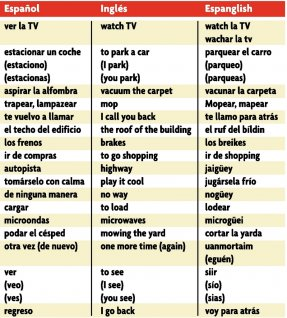 Español Inglés Espanglish
ver la TV watch TV watch la TV
wachar la tv
estacionar un coche to park a car parquear el carro
(estaciono) (I park) (parqueo)
(estacionas) (you park) (parqueas)
aspirar la alfombra vacuum the carpet vacunar la carpeta
trapear, lampazear mop Mopear, mapear
te vuelvo a llamar I call you back te llamo para atrás
el techo del edificio the roof of the building el ruf del bíldin
los frenos brakes los breikes
ir de compras to go shopping ir de shopping
autopista highway jaigüey
tomárselo con calma play it cool jugársela frío
de ninguna manera no way nogüey
cargar to load lodear
microondas microwaves microgüei
podar el césped mowing the yard cortar la yarda
otra vez (de nuevo) one more time (again) uanmortaim
(eguén)
ver to see siir
(veo) (I see) (sío)
(ves) (you see) (sías)
regreso I go back voy para atrás